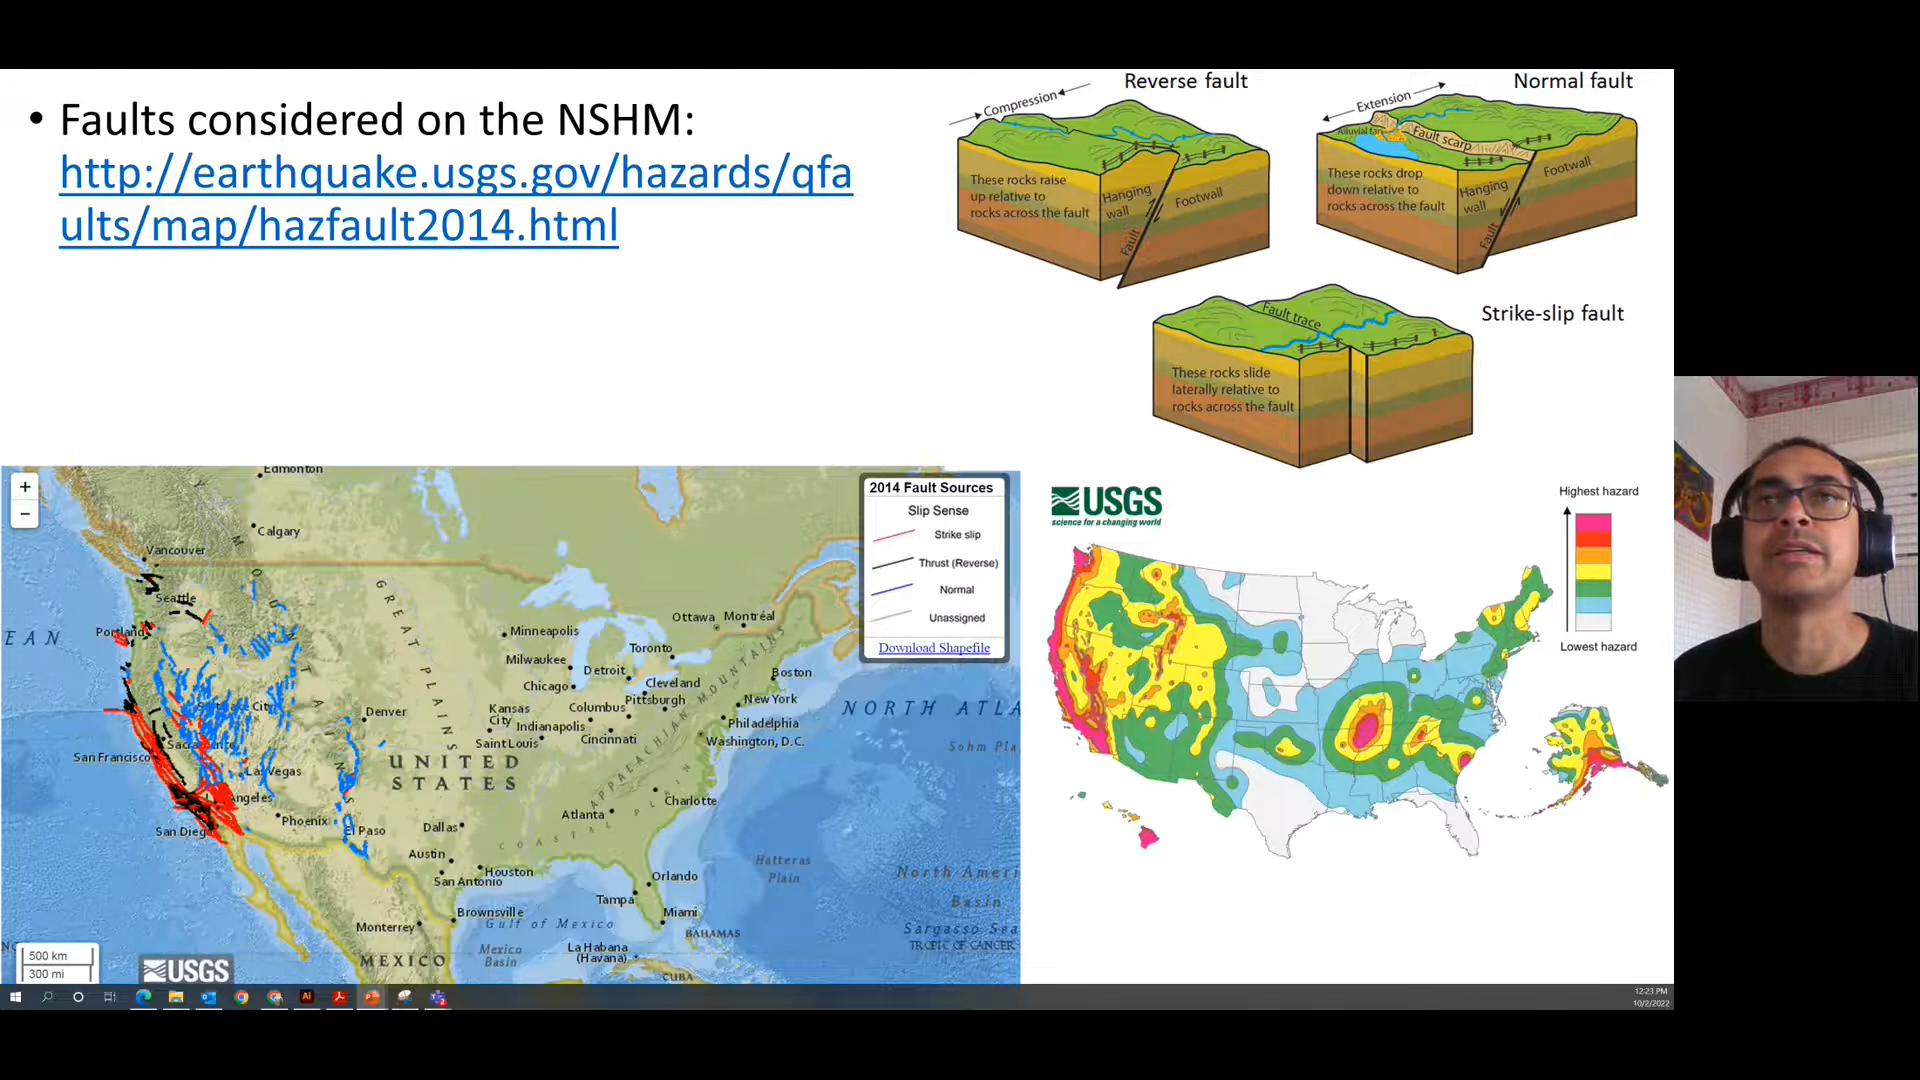 • Faults considered on the NSHM:
http://earthquake.usgs.gov/hazards/qfa
ults/map/hazfault2014.html
Reverse fault
Compression
These rocks raise
up relative to
rocks across the fault
Hanging
wall
Footwall
Fault
Normal fault
Extension
Alluvial fan
Fault scarp
These rocks drop
down relative to
rocks across the fault
Hanging
wall
Footwall
Fault
Strike-slip fault
Fault trace
These rocks slide
laterally relative to
rocks across the fault
+
−
Edmonton
Calgary
Vancouver
Seattle
Portland
EAN
GREAT PLAINS
Minneapolis
Ottawa
Montréal
Toronto
Milwaukee
Detroit
Boston
Chicago
Cleveland
New York
Pittsburgh
Kansas
City
Columbus
Indianapolis
Philadelphia
Denver
Saint Louis
Cincinnati
Washington, D.C.
APPALACHIAN MOUNTAINS
NORTH ATLA
Sohm Pla
San Francisco
Las Vegas
UNITED
STATES
Angeles
Charlotte
Phoenix
Atlanta
COASTAL PLAIN
San Dieg
El Paso
Dallas
Austin
Houston
San Antonio
Orlando
Hatteras
Plain
North Ameri
Basin
Tampa
Brownsville
Miami
Monterrey
Gulf of Mexico
BAHAMAS
Sargasso Sea
TROPIC OF CANCER
Mexico
Basin
La Habana
(Havana)
MEXICO
CUBA
500 km
300 mi
USGS
2014 Fault Sources
Slip Sense
Strike slip
Thrust (Reverse)
Normal
Unassigned
Download Shapefile
USGS
science for a changing world
Highest hazard
Lowest hazard
Ai
12:23 PM
10/2/2022